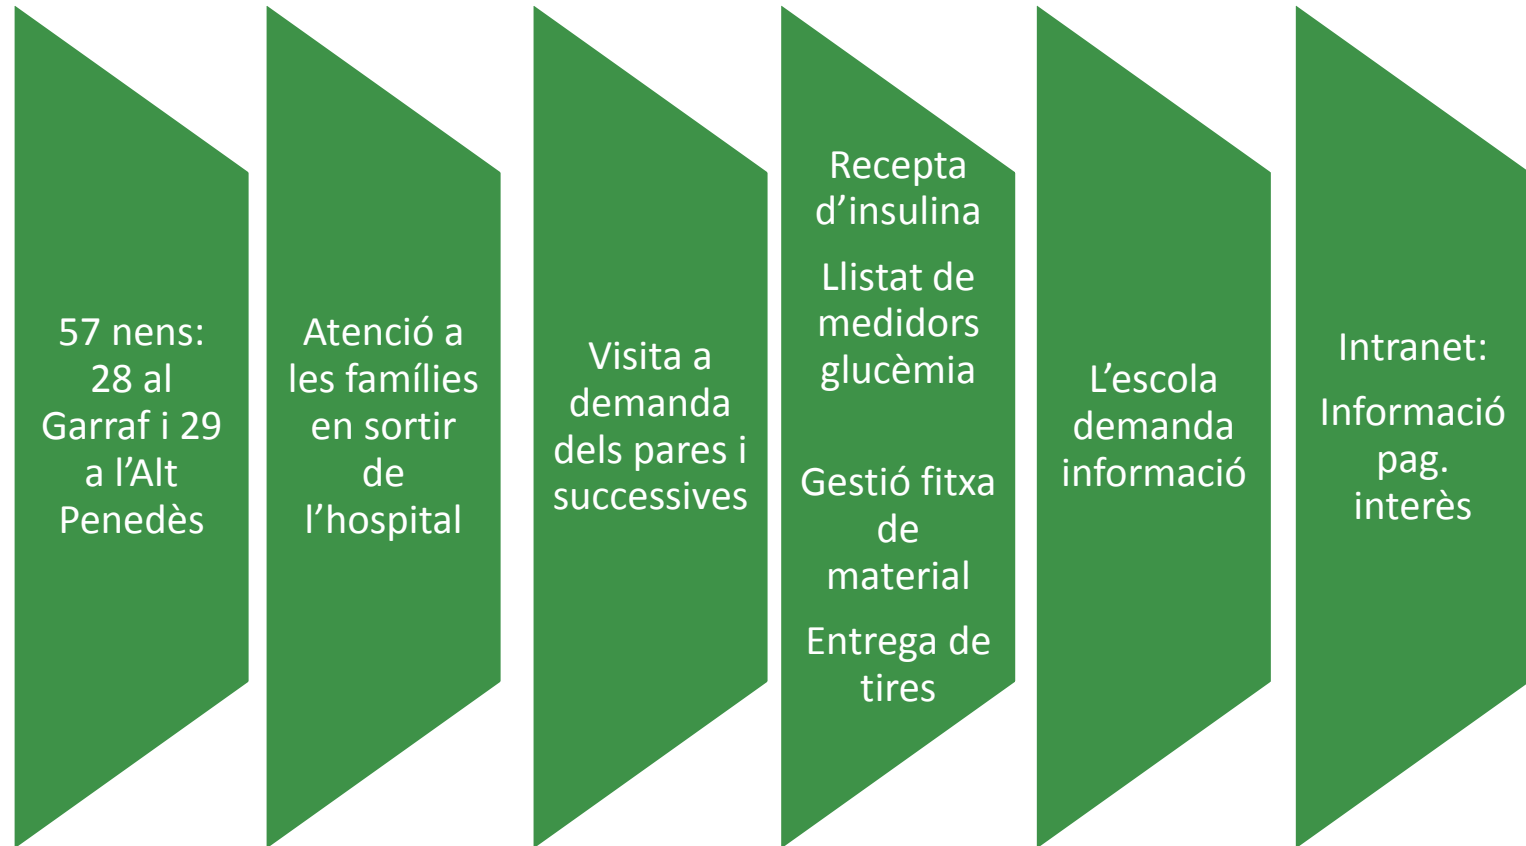 57 nens:
28 al
Garraf i 29
a l’Alt
Penedès
Atenció a
les famílies
en sortir
de
l’hospital
Visita a
demanda
dels pares i
successives
Recepta
d’insulina
Llistat de
medidors
glucèmia
Gestió fitxa
de
material
Entrega de
tires
L’escola
demanda
informació
Intranet:
Informació
pag.
interès